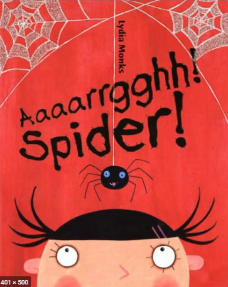 Lydia Monks
Aaaarrgghh!
Spider!
401 × 500